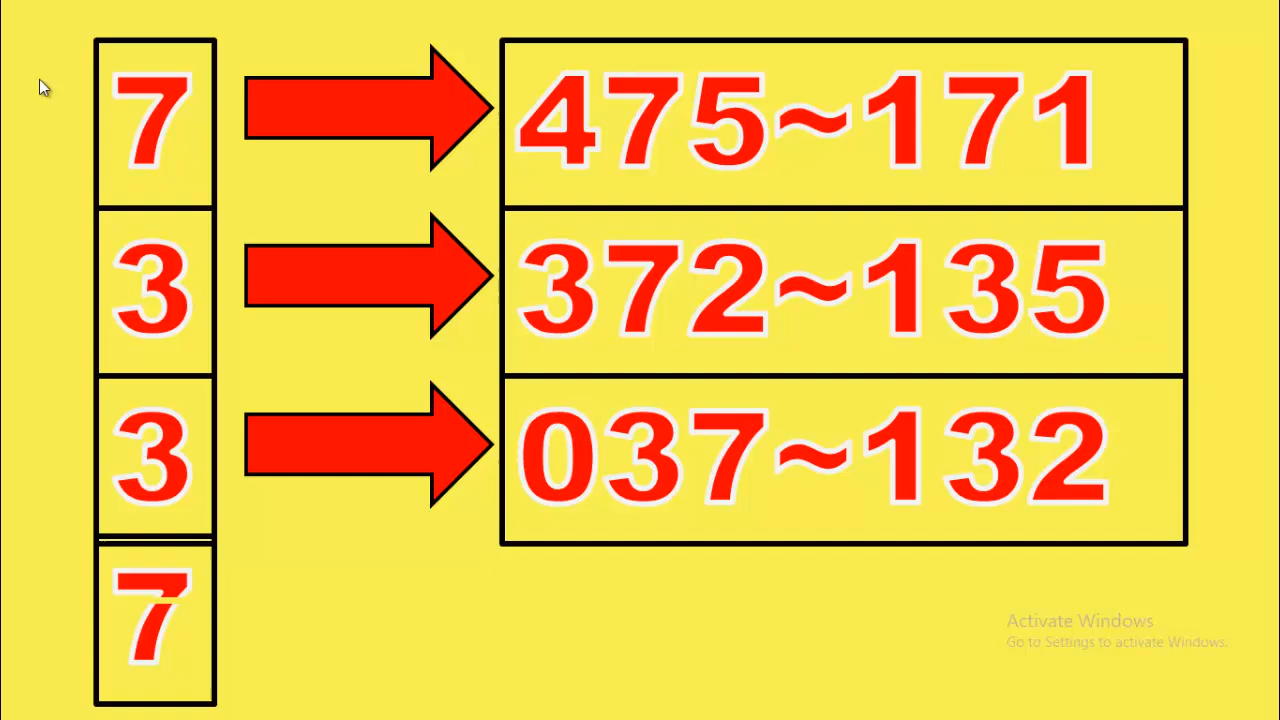 7 475~171
3 372~135
3 037~132
7
Activate Windows
Go to Settings to activate Windows.